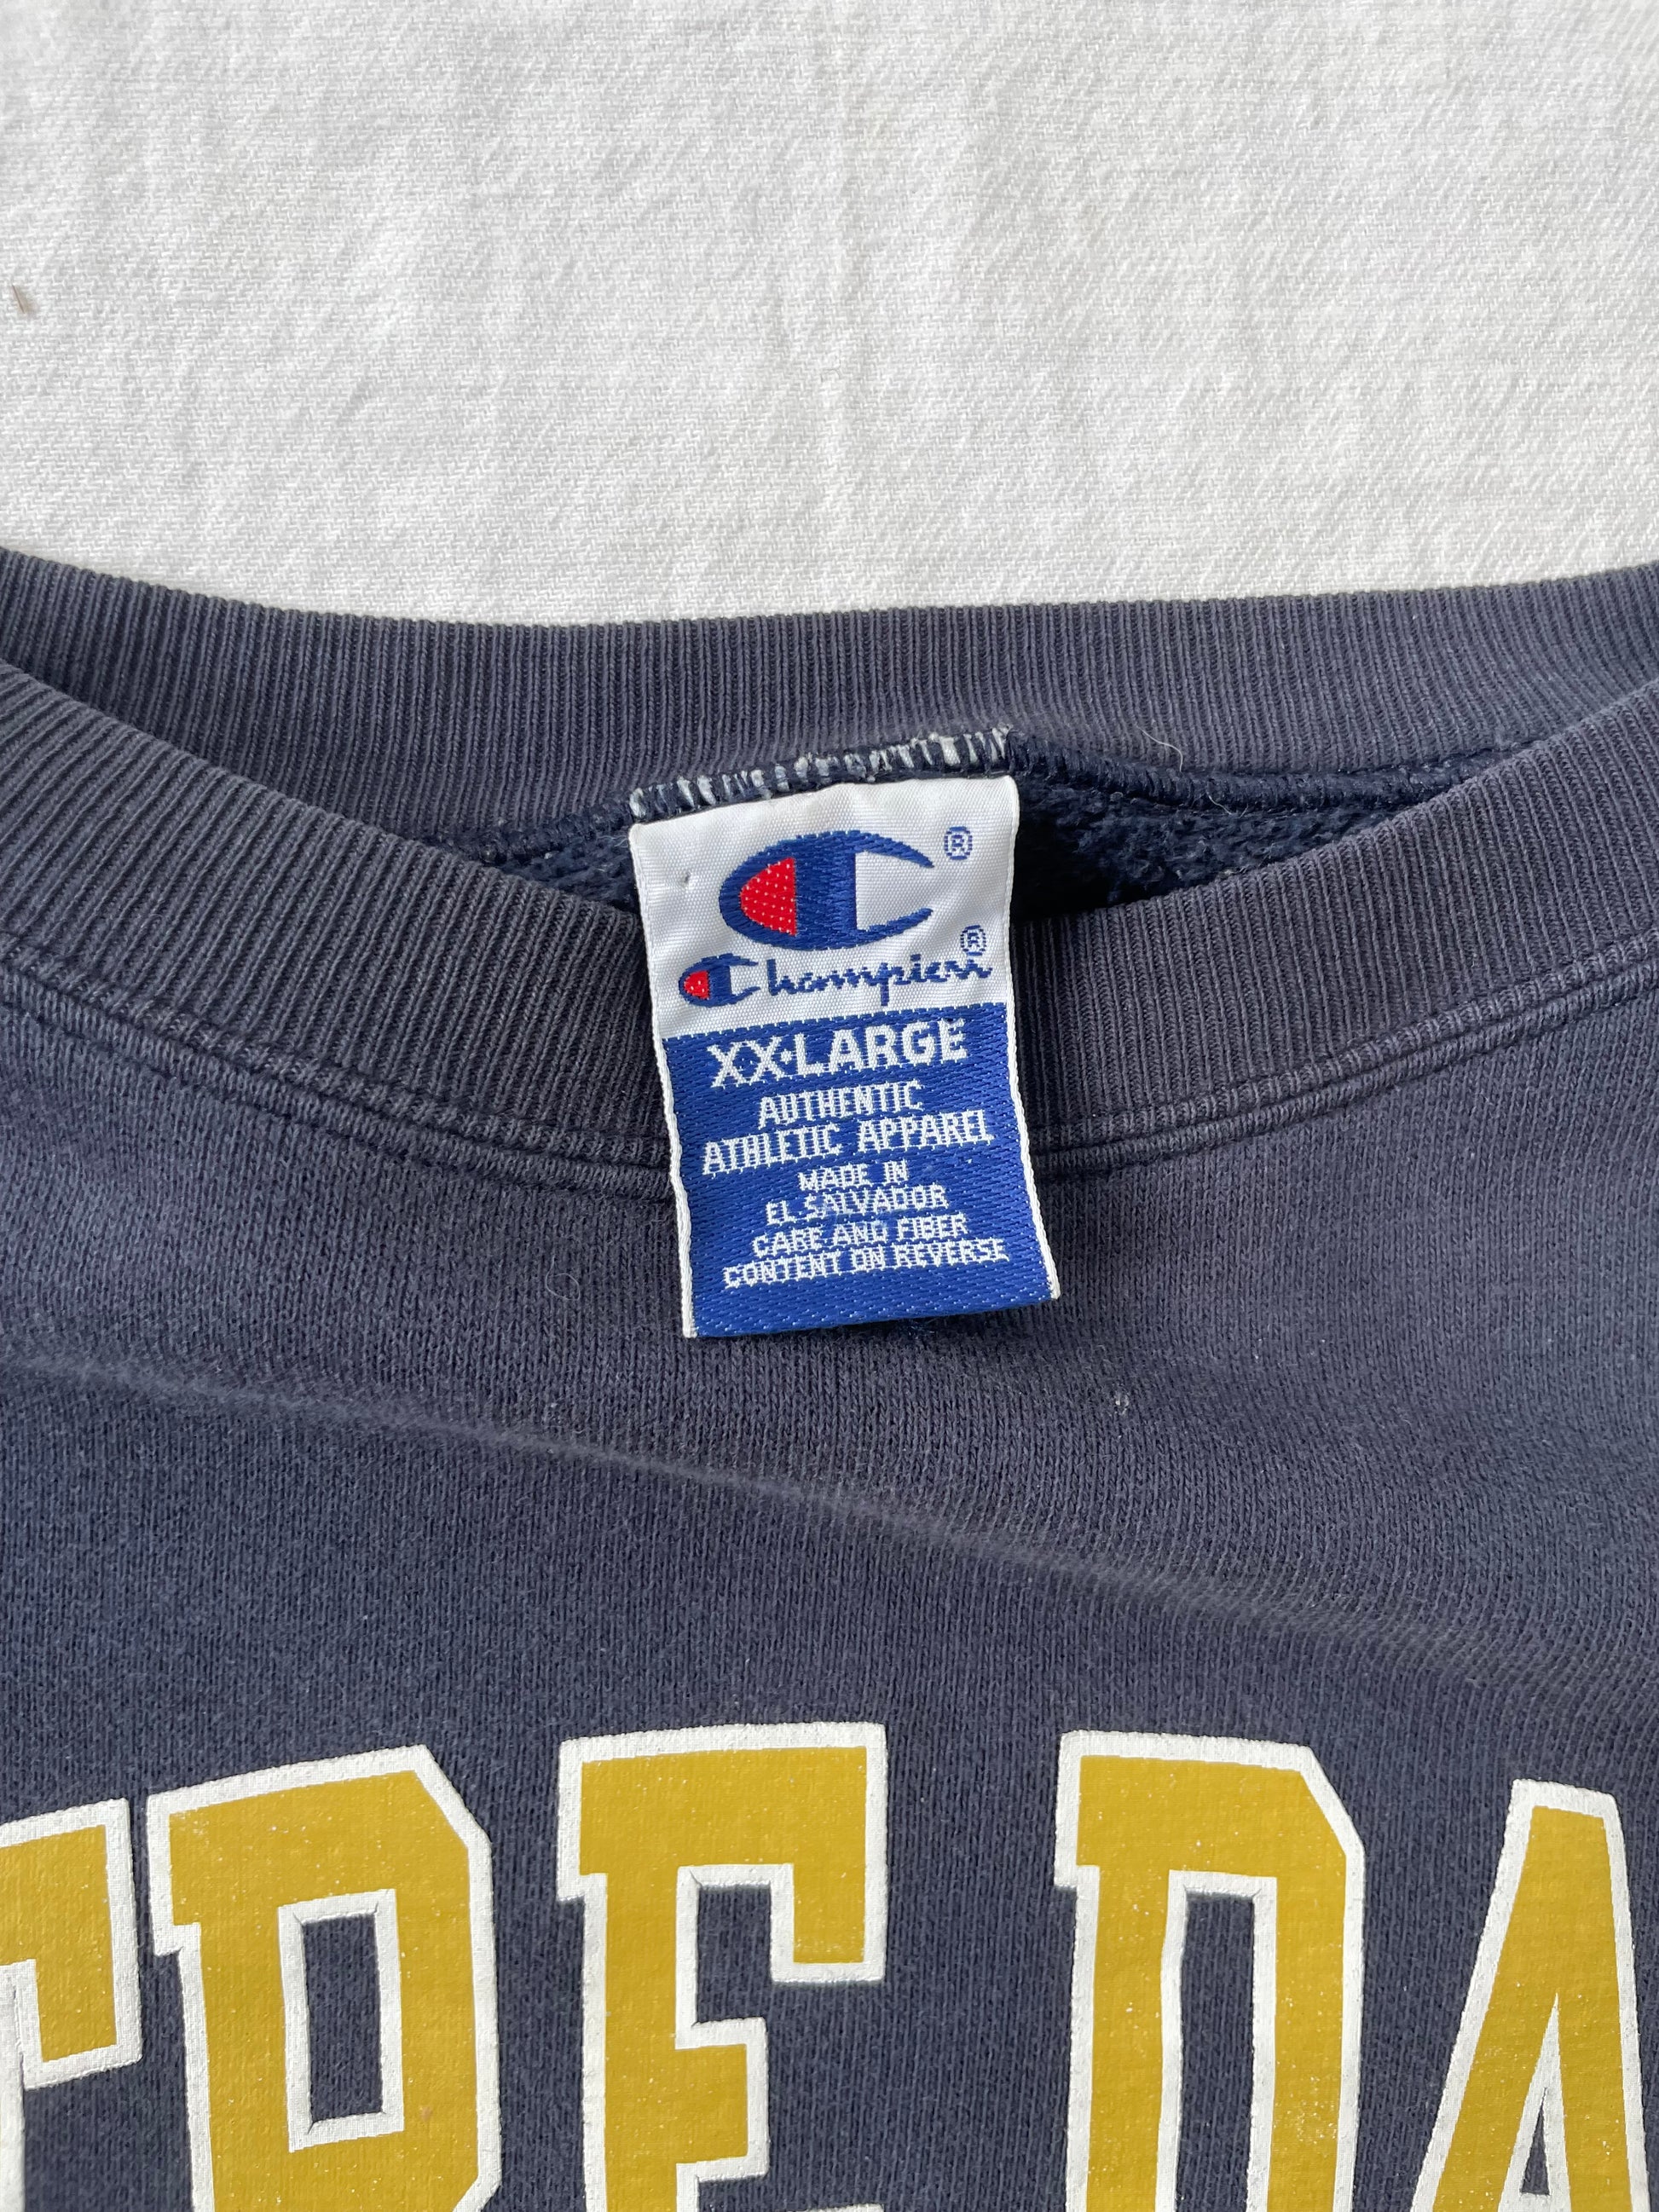 ®
Champion®
XX·LARGE
AUTHENTIC
ATHLETIC APPAREL
MADE IN
EL SALVADOR
CARE AND FIBER
CONTENT ON REVERSE
TRE DA